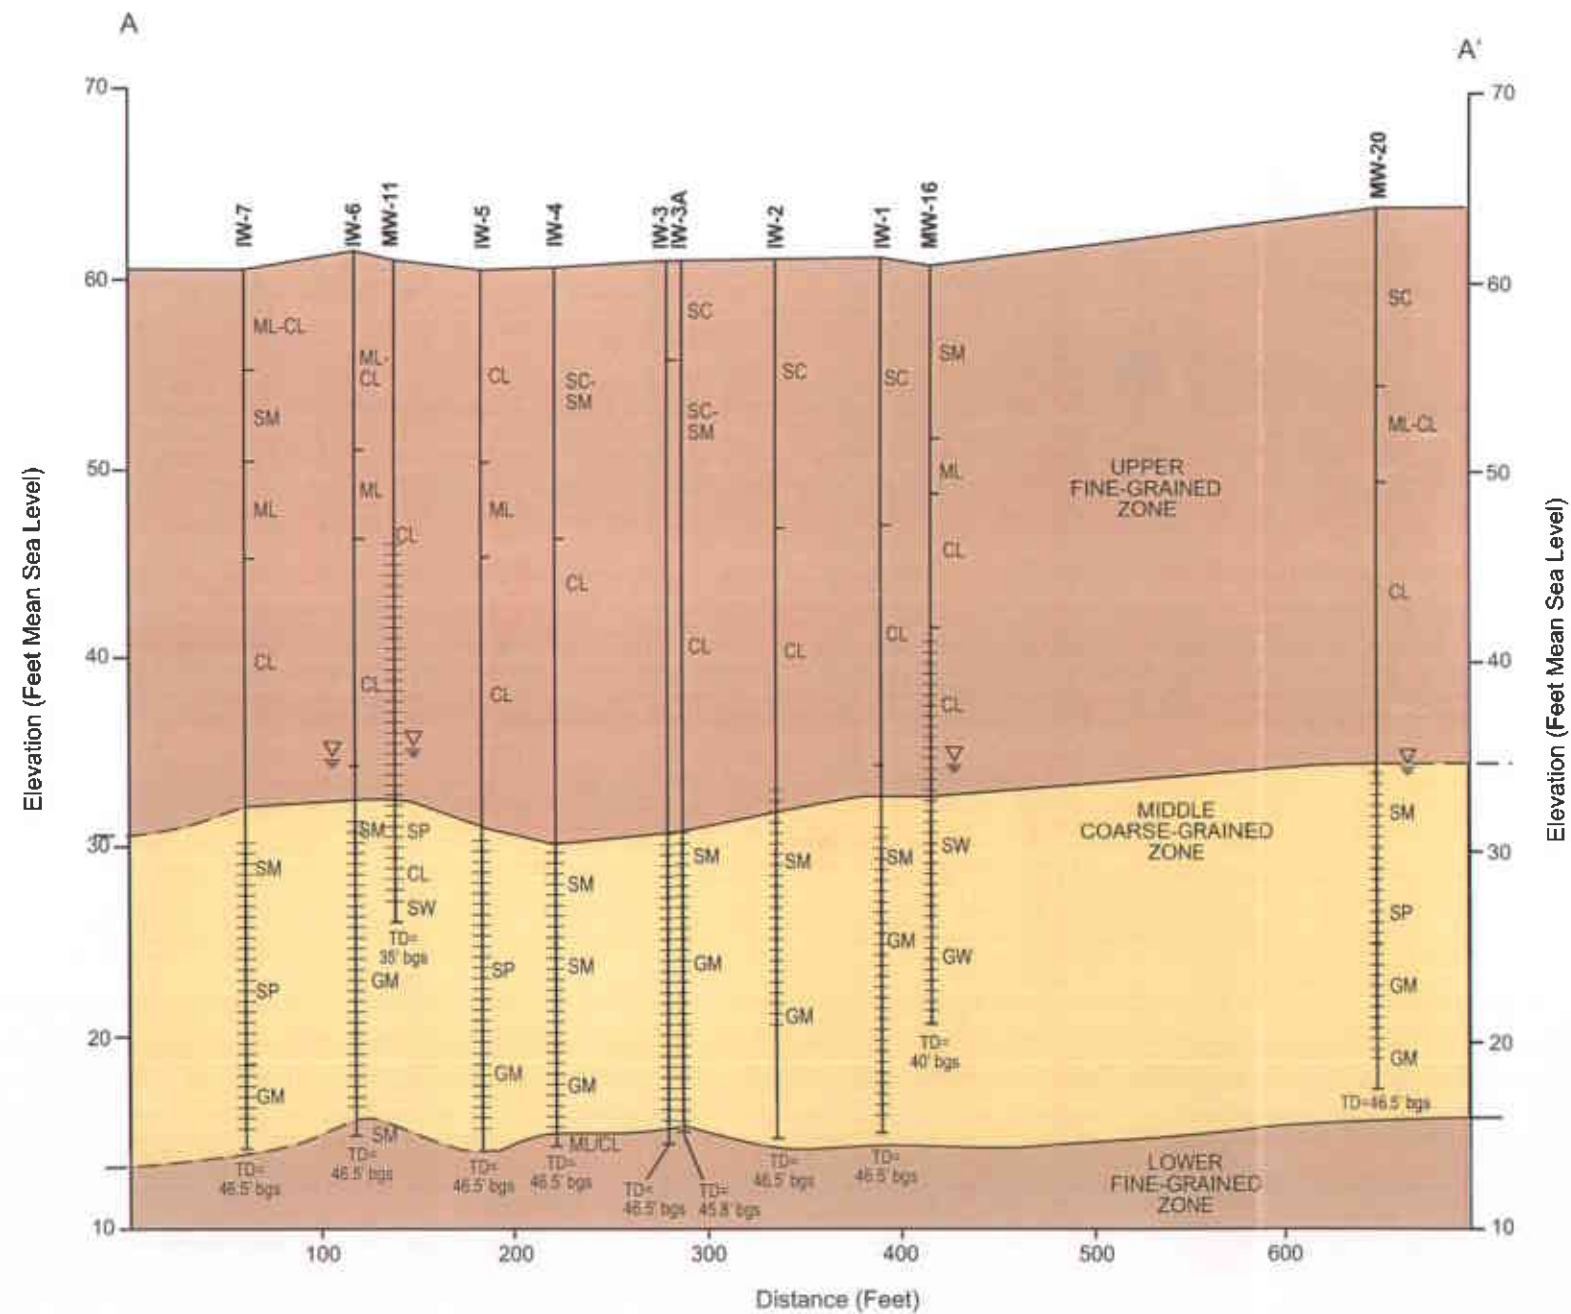 A
A'
70
70
MW-20
IW-7
IW-6
MW-11
IW-5
IW-4
IW-3
IW-3A
IW-2
IW-1
MW-16
60
60
50
50
40
40
30
30
20
20
10
10
Elevation (Feet Mean Sea Level)
Elevation (Feet Mean Sea Level)
ML-CL
SM
ML
CL
SM
SP
GM
TD=
46.5' bgs
ML-
CL
ML
CL
SM
GM
SM
TD=
46.5' bgs
CL
SP
CL
SW
TD=
35' bgs
CL
ML
CL
SP
GM
TD=
46.5' bgs
SC-
SM
CL
SM
SM
GM
ML/CL
TD=
46.5' bgs
SC
SC-
SM
CL
SM
GM
TD=
46.5' bgs
TD=
45.8' bgs
SC
CL
SM
GM
TD=
46.5' bgs
SC
CL
SM
GM
TD=
46.5' bgs
SM
ML
CL
CL
SW
GW
TD=
40' bgs
UPPER
FINE-GRAINED
ZONE
MIDDLE
COARSE-GRAINED
ZONE
LOWER
FINE-GRAINED
ZONE
SC
ML-CL
CL
SM
SP
GM
GM
TD=46.5' bgs
100
200
300
400
500
600
Distance (Feet)